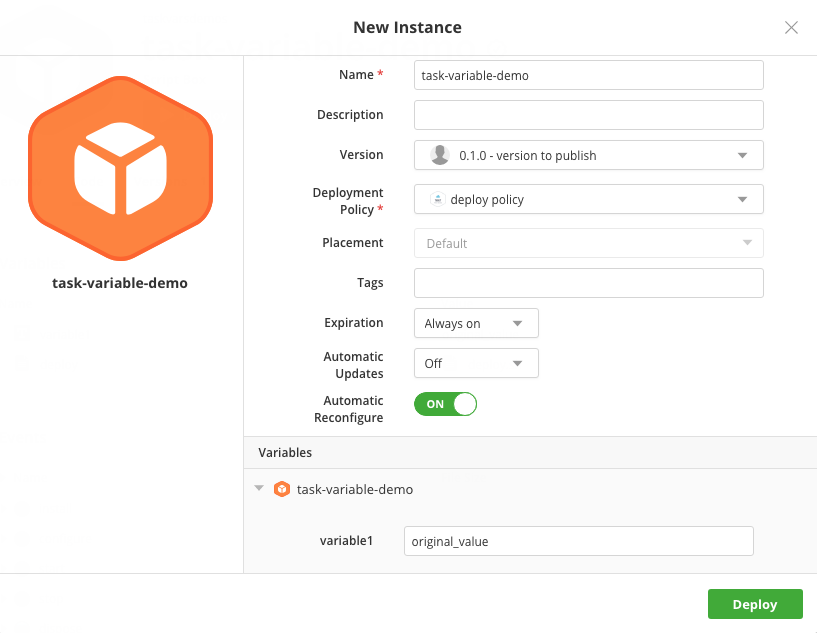 New Instance
Name *
task-variable-demo
Description
Version
0.1.0 - version to publish
Deployment
Policy *
deploy policy
Placement
Default
Tags
Expiration
Always on
Automatic
Updates
Off
Automatic
Reconfigure
ON
task-variable-demo
Variables
task-variable-demo
variable1
original_value
Deploy